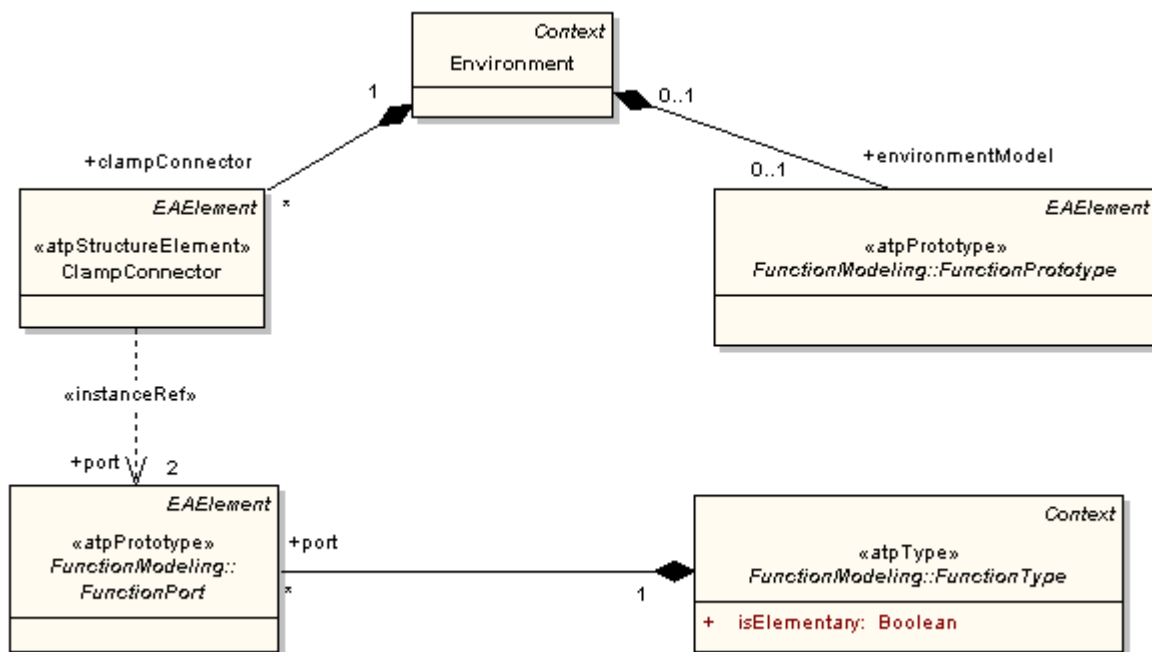 Context
Environment
1
0..1
+clampConnector
*
+environmentModel
0..1
EAElement
«atpStructureElement»
ClampConnector
EAElement
«atpPrototype»
FunctionModeling::FunctionPrototype
«instanceRef»
+port
2
EAElement
«atpPrototype»
FunctionModeling::
FunctionPort
+port
*
1
Context
«atpType»
FunctionModeling::FunctionType
+ isElementary: Boolean